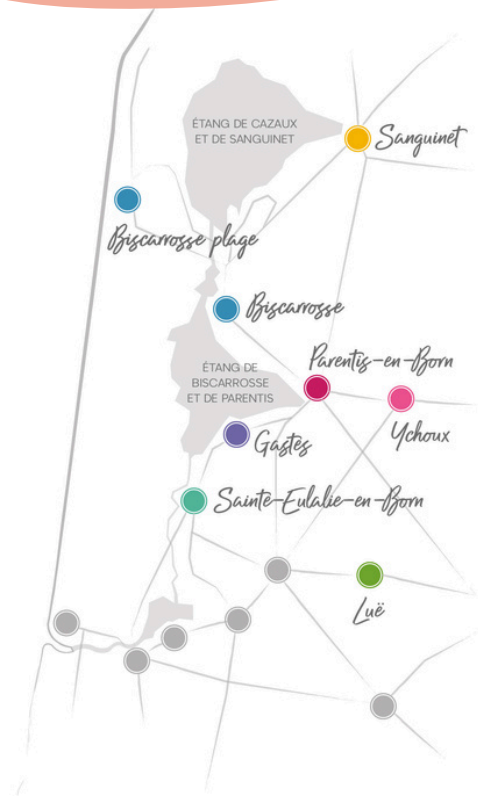 ÉTANG DE CAZAUX
ET DE SANGUINET
Sanguinet
Biscarrosse plage
Biscarrosse
Parentis-en-Born
ÉTANG DE
BISCARROSSE
ET DE PARENTIS
Ychoux
Gastes
Sainte-Eulalie-en-Born
Luë